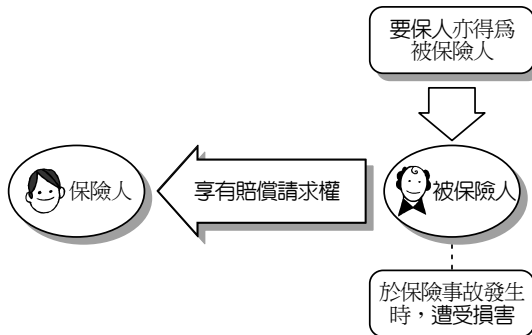 要保人亦得爲
被保險人
保險人
享有賠償請求權
被保險人
於保險事故發生
時，遭受損害